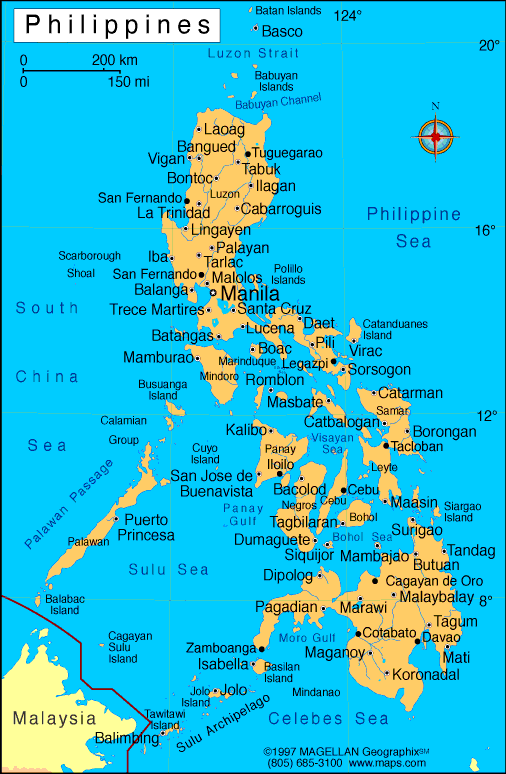 Philippines
Batan Islands
124°
Basco
20°
Luzon Strait
0 200 km
0 150 mi
Babuyan
Islands
Babuyan Channel
N
Laoag
Bangued
Vigan
Tuguegarao
Tabuk
Bontoc
Ilagan
Luzon
San Fernando
La Trinidad
Cabarroguis
Philippine
Sea
Lingayen
16°
Palayan
Iba
Tarlac
Scarborough
Shoal
San Fernando
Malolos
Polillo
Islands
Balanga
Manila
South
Trece Martires
Santa Cruz
Daet
Catanduanes
Island
Lucena
Batangas
Pili
Virac
Boac
Mamburao
Marinduque
Legazpi
Sorsogon
China
Mindoro
Romblon
Busuanga
Island
Catarman
Masbate
Samar
12°
Calamian
Group
Catbalogan
Kalibo
Borongan
Visayan
Sea
Sea
Tacloban
Cuyo
Island
Panay
Iloilo
Leyte
Palawan Passage
San Jose de
Buenavista
Bacolod
Cebu
Negros
Cebu
Maasin
Siargao
Island
Panay
Gulf
Puerto
Princesa
Tagbilaran
Bohol
Surigao
Palawan
Dumaguete
Bohol Sea
Siquijor
Mambajao
Tandag
Butuan
Sulu Sea
Dipolog
Cagayan de Oro
Malaybalay
Balabac
Island
Pagadian
Marawi
8°
Tagum
Cagayan
Sulu
Island
Moro Gulf
Cotabato
Davao
Zamboanga
Maganoy
Mati
Isabella
Basilan
Island
Koronadal
Jolo
Island
Jolo
Mindanao
Malaysia
Tawitawi
Island
Sulu Archipelago
Celebes Sea
Balimbing
©1997 MAGELLAN Geographix SM
(805) 685-3100 www.maps.com